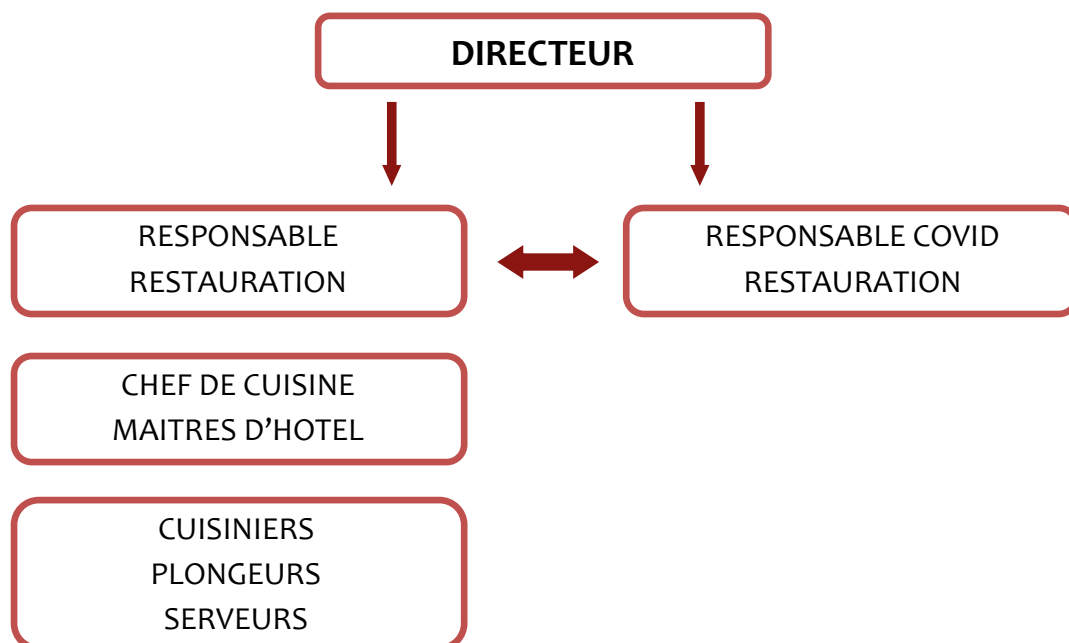 DIRECTEUR
RESPONSABLE
RESTAURATION
RESPONSABLE COVID
RESTAURATION
CHEF DE CUISINE
MAITRES D’HOTEL
CUISINIERS
PLONGEURS
SERVEURS